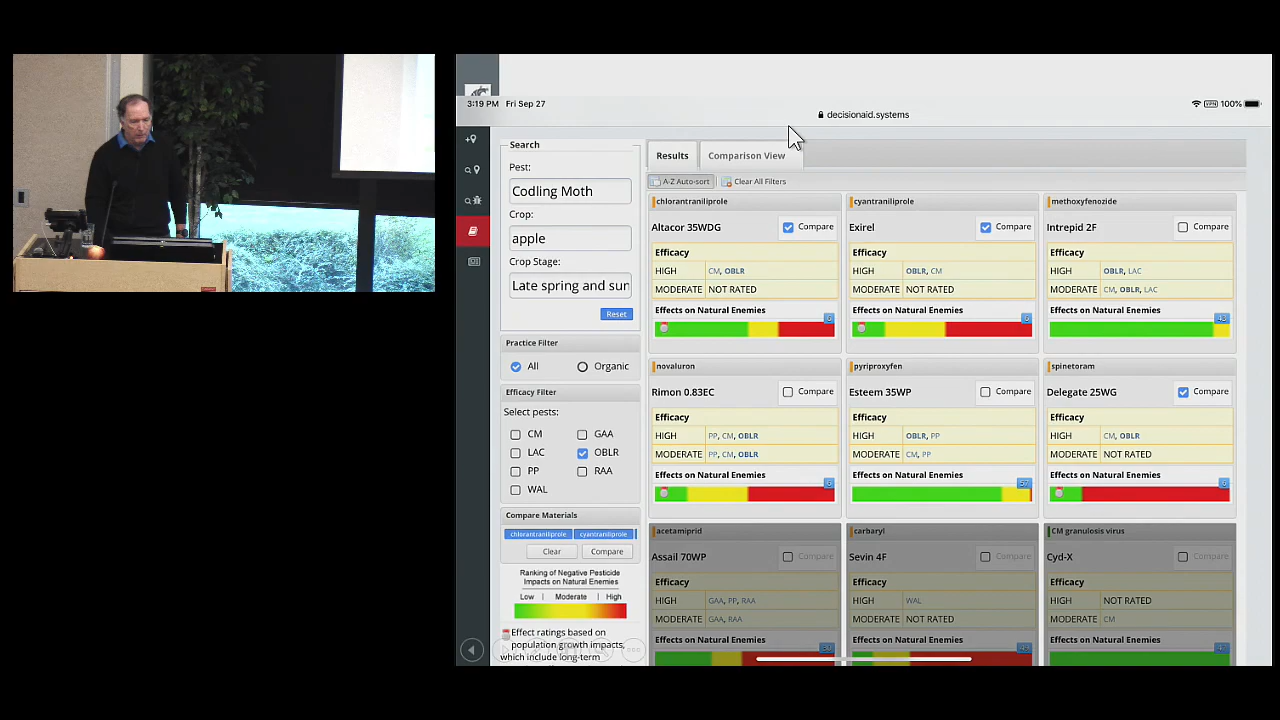 3:19 PM Fri Sep 27
100%
decisionaid.systems
Search
Pest:
Codling Moth
Crop:
apple
Crop Stage:
Late spring and sum
Reset
Practice Filter
All
Organic
Efficacy Filter
Select pests:
CM
GAA
LAC
OBLR
PP
RAA
WAL
Compare Materials
chlorantraniliprole
cyantraniliprole
Clear
Compare
Ranking of Negative Pesticide
Impacts on Natural Enemies
Low | Moderate | High
Effect ratings based on
population growth impacts,
which include long-term
Results
Comparison View
A-Z Auto-sort
Clear All Filters
chlorantraniliprole
Altacor 35WDG
Compare
Efficacy
HIGH CM, OBLR
MODERATE NOT RATED
Effects on Natural Enemies
6
cyantraniliprole
Exirel
Compare
Efficacy
HIGH OBLR, CM
MODERATE NOT RATED
Effects on Natural Enemies
methoxyfenozide
Intrepid 2F
Compare
Efficacy
HIGH OBLR, LAC
MODERATE CM, OBLR, LAC
Effects on Natural Enemies
43
novaluron
Rimon 0.83EC
Compare
Efficacy
HIGH PP, CM, OBLR
MODERATE PP, CM, OBLR
Effects on Natural Enemies
6
pyriproxyfen
Esteem 35WP
Compare
Efficacy
HIGH OBLR, PP
MODERATE CM, PP
Effects on Natural Enemies
57
spinetoram
Delegate 25WG
Compare
Efficacy
HIGH CM, OBLR
MODERATE NOT RATED
Effects on Natural Enemies
6
acetamiprid
Assail 70WP
Compare
Efficacy
HIGH GAA, PP, RAA
MODERATE GAA, RAA
Effects on Natural Enemies
carbaryl
Sevin 4F
Compare
Efficacy
HIGH WAL
MODERATE NOT RATED
Effects on Natural Enemies
CM granulosis virus
Cyd-X
Compare
Efficacy
HIGH NOT RATED
MODERATE CM
Effects on Natural Enemies